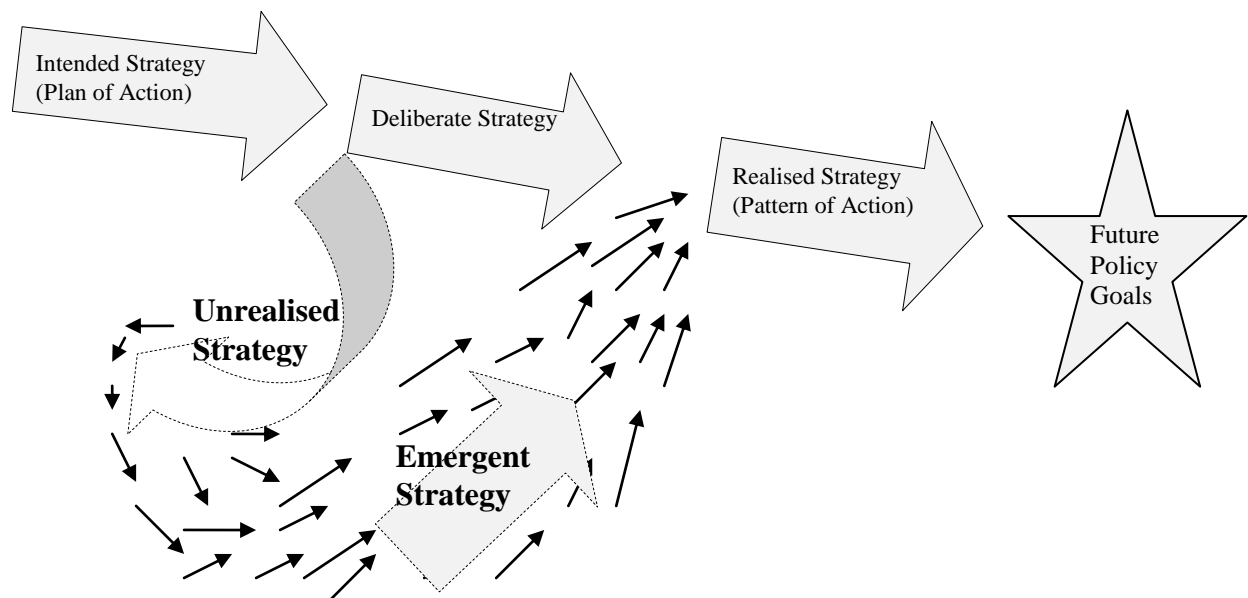 Intended Strategy
(Plan of Action)
Deliberate Strategy
Realised Strategy
(Pattern of Action)
Future
Policy
Goals
Unrealised
Strategy
Emergent
Strategy